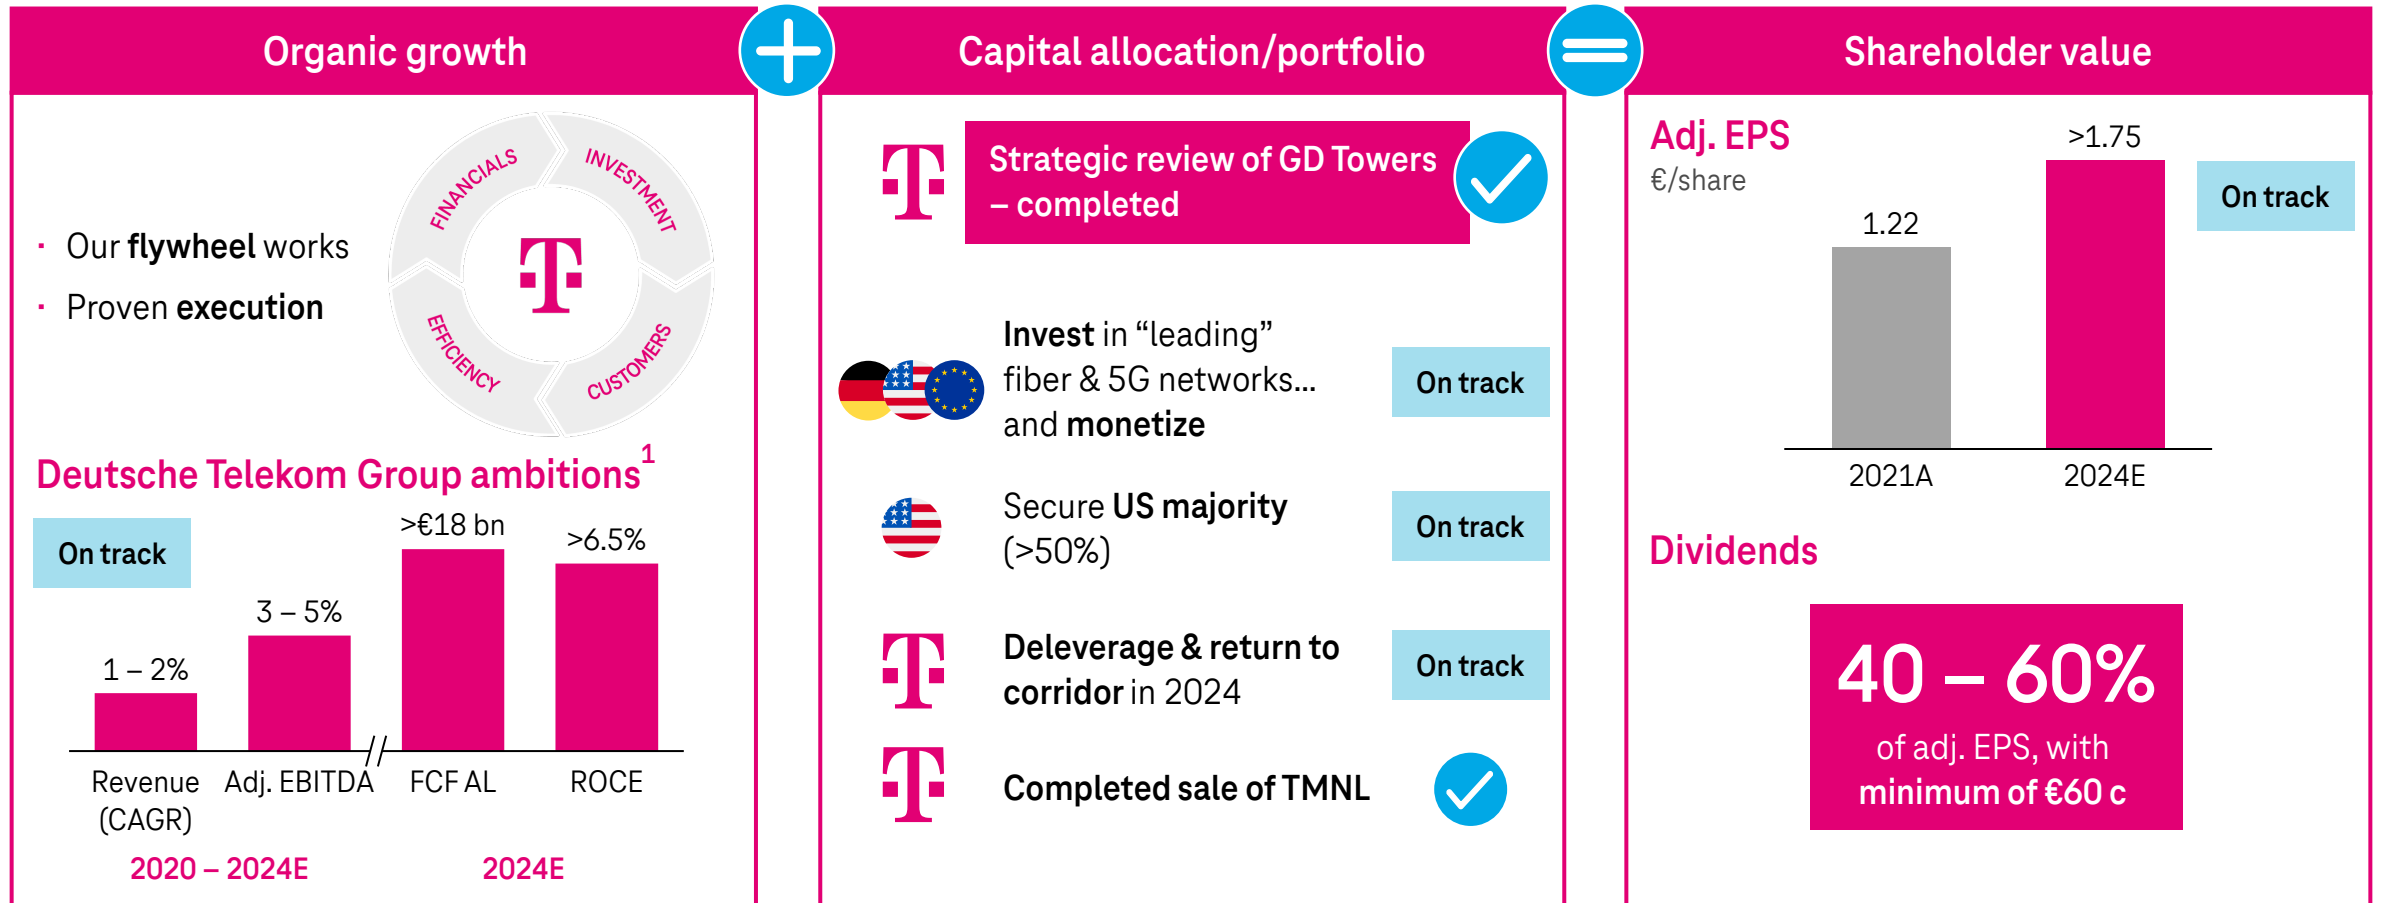 Organic growth
FINANCIALS
INVESTMENT
EFFICIENCY
CUSTOMERS
· Our flywheel works
· Proven execution
Deutsche Telekom Group ambitions1
On track
1 – 2%
3 – 5%
>€18 bn
>6.5%
Revenue
(CAGR)
Adj. EBITDA
FCF AL
ROCE
2020 – 2024E
2024E
Capital allocation/portfolio
Strategic review of GD Towers
– completed
Invest in “leading”
fiber & 5G networks...
and monetize
On track
Secure US majority
(>50%)
On track
Deleverage & return to
corridor in 2024
On track
Completed sale of TMNL
Shareholder value
Adj. EPS
€/share
1.22
>1.75
On track
2021A
2024E
Dividends
40 – 60%
of adj. EPS, with
minimum of €60 c